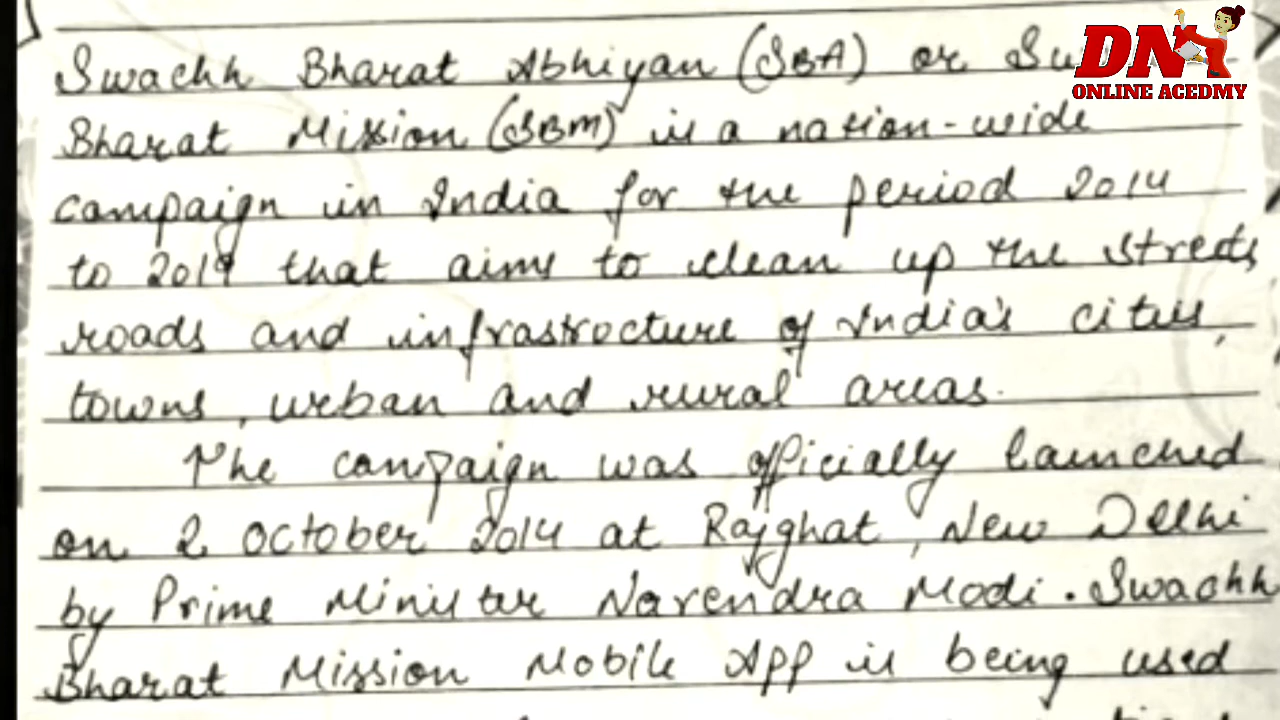 Swachh Bharat Abhiyan (SBA) or
Bharat Mission (SBM) is a nation-wide
campaign in India for the period 2014
to 2019 that aims to clean up the streets
roads and infrastructure of India's cities,
towns, urban and rural areas.
The campaign was officially launched
on 2 October 2014 at Rajghat, New Delhi
by Prime Minister Narendra Modi. Swachh
Bharat Mission Mobile App is being used
DN
ONLINE ACEDMY